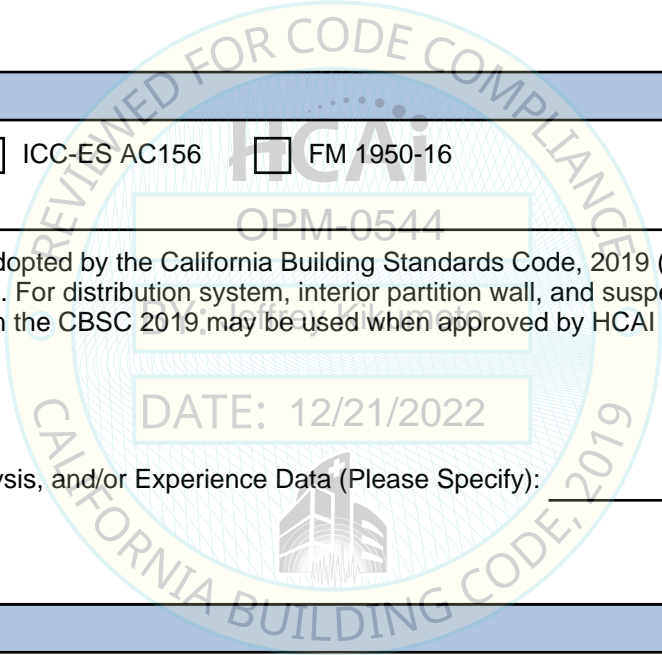 REVIEWED FOR CODE COMPLIANCE
HCAi
ICC-ES AC156 FM 1950-16
OPM-0544
dopted by the California Building Standards Code, 2019 (
. For distribution system, interior partition wall, and suspe
n the CBSC 2019 may be used when approved by HCAI
BY: Jeffrey Kikumoto
DATE: 12/21/2022
ysis, and/or Experience Data (Please Specify):
CALIFORNIA BUILDING CODE, 2019